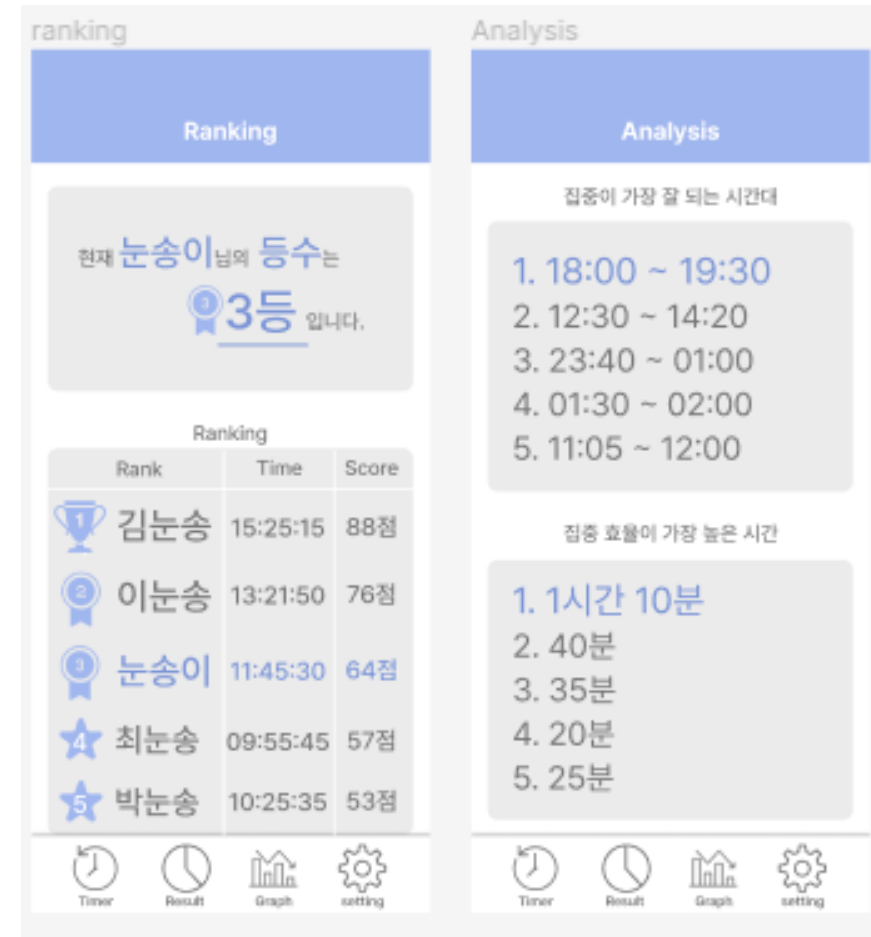 ranking
Ranking
현재 눈송이님의 등수는
3
3등 입니다.
Ranking
Rank Time Score
1 김눈송 15:25:15 88점
2 이눈송 13:21:50 76점
3 눈송이 11:45:30 64점
4 최눈송 09:55:45 57점
5 박눈송 10:25:35 53점
Timer Result Graph setting
Analysis
Analysis
집중이 가장 잘 되는 시간대
1. 18:00 ~ 19:30
2. 12:30 ~ 14:20
3. 23:40 ~ 01:00
4. 01:30 ~ 02:00
5. 11:05 ~ 12:00
집중 효율이 가장 높은 시간
1. 1시간 10분
2. 40분
3. 35분
4. 20분
5. 25분
Timer Result Graph setting